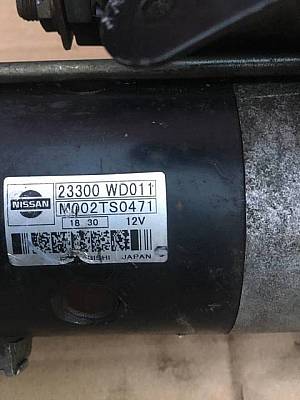 NISSAN
23300 WD011
M002TS0471
18 30 12V
JAPAN